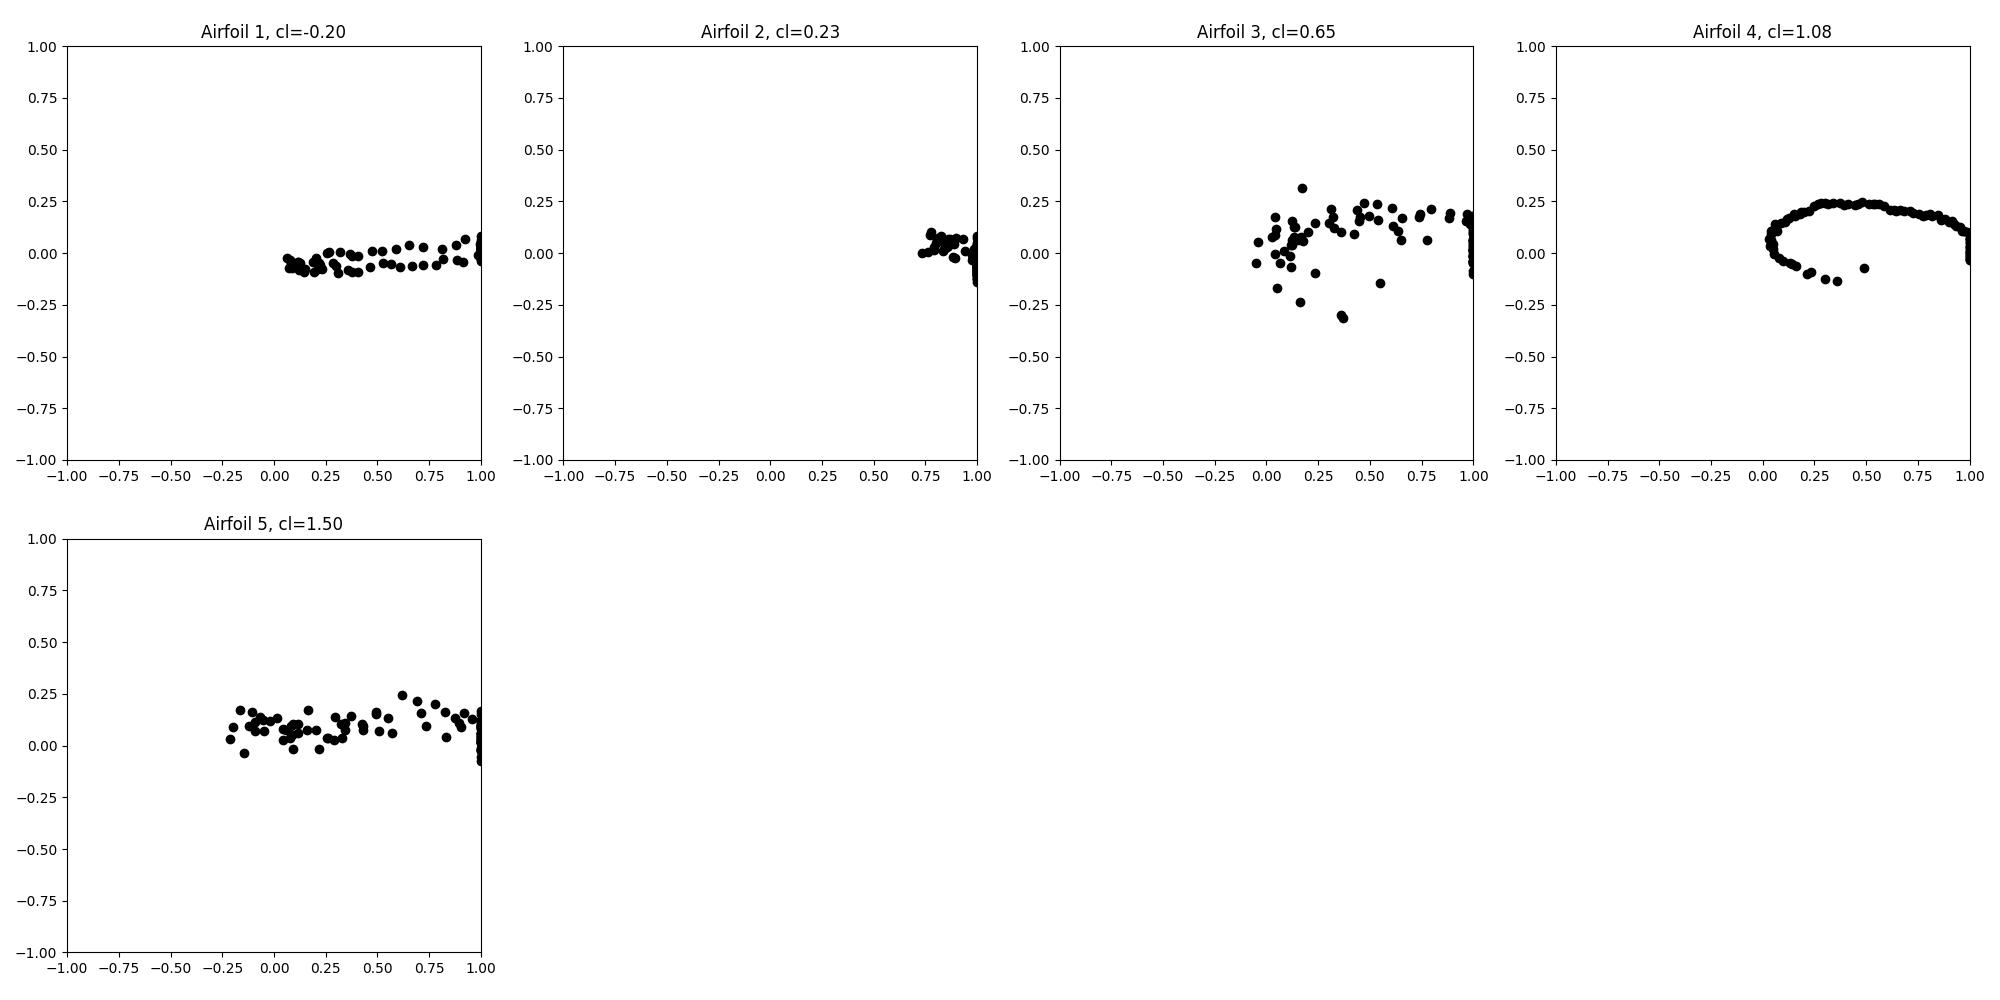 Airfoil 1, cl=-0.20
Airfoil 2, cl=0.23
Airfoil 3, cl=0.65
Airfoil 4, cl=1.08
1.00 1.00 1.00 1.00
0.75 0.75 0.75 0.75
0.50 0.50 0.50 0.50
0.25 0.25 0.25 0.25
0.00 0.00 0.00 0.00
−0.25 −0.25 −0.25 −0.25
−0.50 −0.50 −0.50 −0.50
−0.75 −0.75 −0.75 −0.75
−1.00 −1.00 −1.00 −1.00
−1.00 −0.75 −0.50 −0.25 0.00 0.25 0.50 0.75 1.00
−1.00 −0.75 −0.50 −0.25 0.00 0.25 0.50 0.75 1.00
−1.00 −0.75 −0.50 −0.25 0.00 0.25 0.50 0.75 1.00
−1.00 −0.75 −0.50 −0.25 0.00 0.25 0.50 0.75 1.00
Airfoil 5, cl=1.50
1.00
0.75
0.50
0.25
0.00
−0.25
−0.50
−0.75
−1.00
−1.00 −0.75 −0.50 −0.25 0.00 0.25 0.50 0.75 1.00